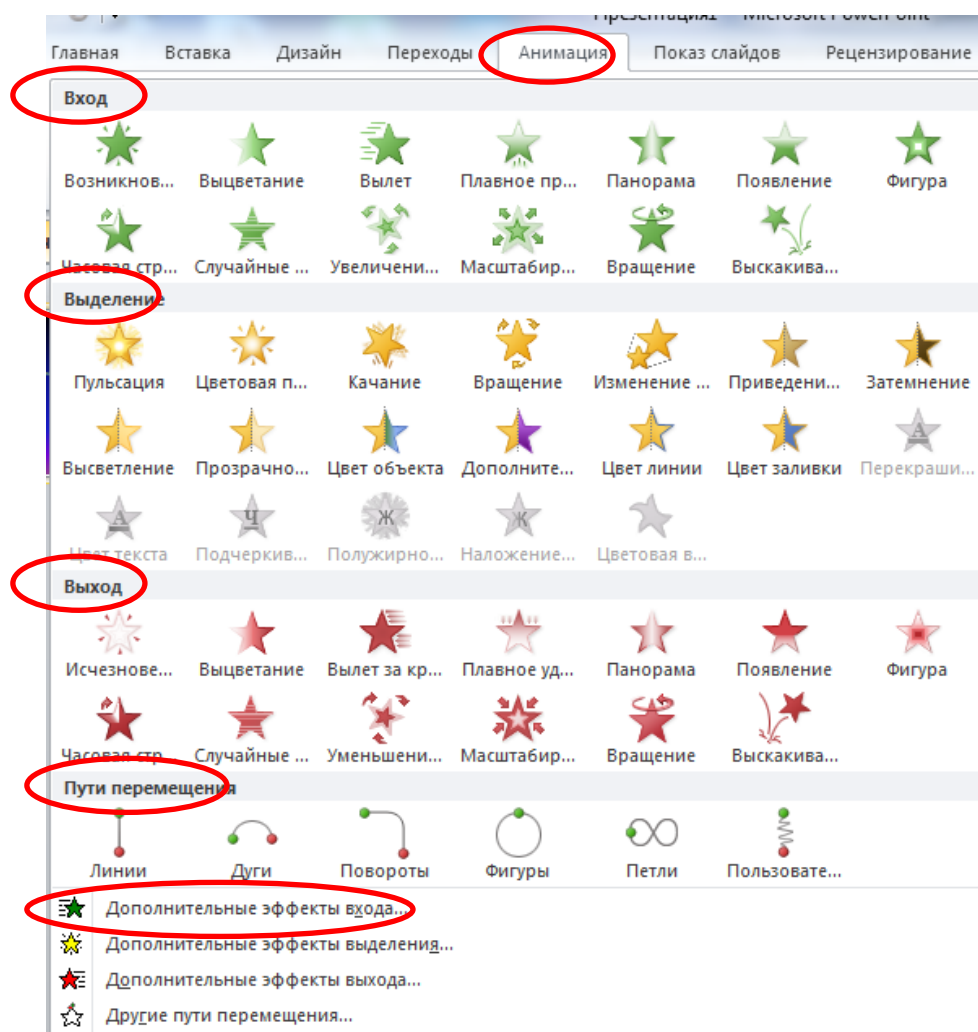 Презентация1 - Microsoft PowerPoint
Главная Вставка Дизайн Переходы Анимация Показ слайдов Рецензирование
Вход
Возникнов... Выцветание Вылет Плавное пр... Панорама Появление Фигура
Часовая стр... Случайные ... Увеличени... Масштабир... Вращение Выскакива...
Выделение
Пульсация Цветовая п... Качание Вращение Изменение ... Приведени... Затемнение
Высветление Прозрачно... Цвет объекта Дополните... Цвет линии Цвет заливки Перекраши...
Цвет текста Подчеркив... Полужирно... Наложение... Цветовая в...
Выход
Исчезнове... Выцветание Вылет за кр... Плавное уд... Панорама Появление Фигура
Часовая стр... Случайные ... Уменьшени... Масштабир... Вращение Выскакива...
Пути перемещения
Линии Дуги Повороты Фигуры Петли Пользовате...
Дополнительные эффекты входа...
Дополнительные эффекты выделения...
Дополнительные эффекты выхода...
Другие пути перемещения...